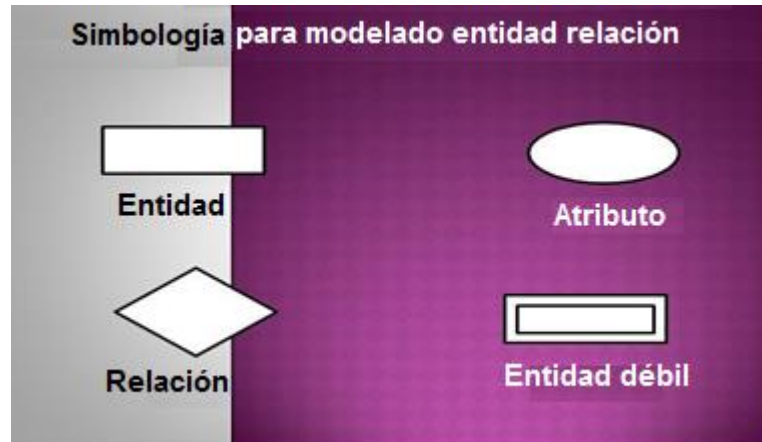 Simbología para modelado entidad relación
Entidad
Atributo
Relación
Entidad débil